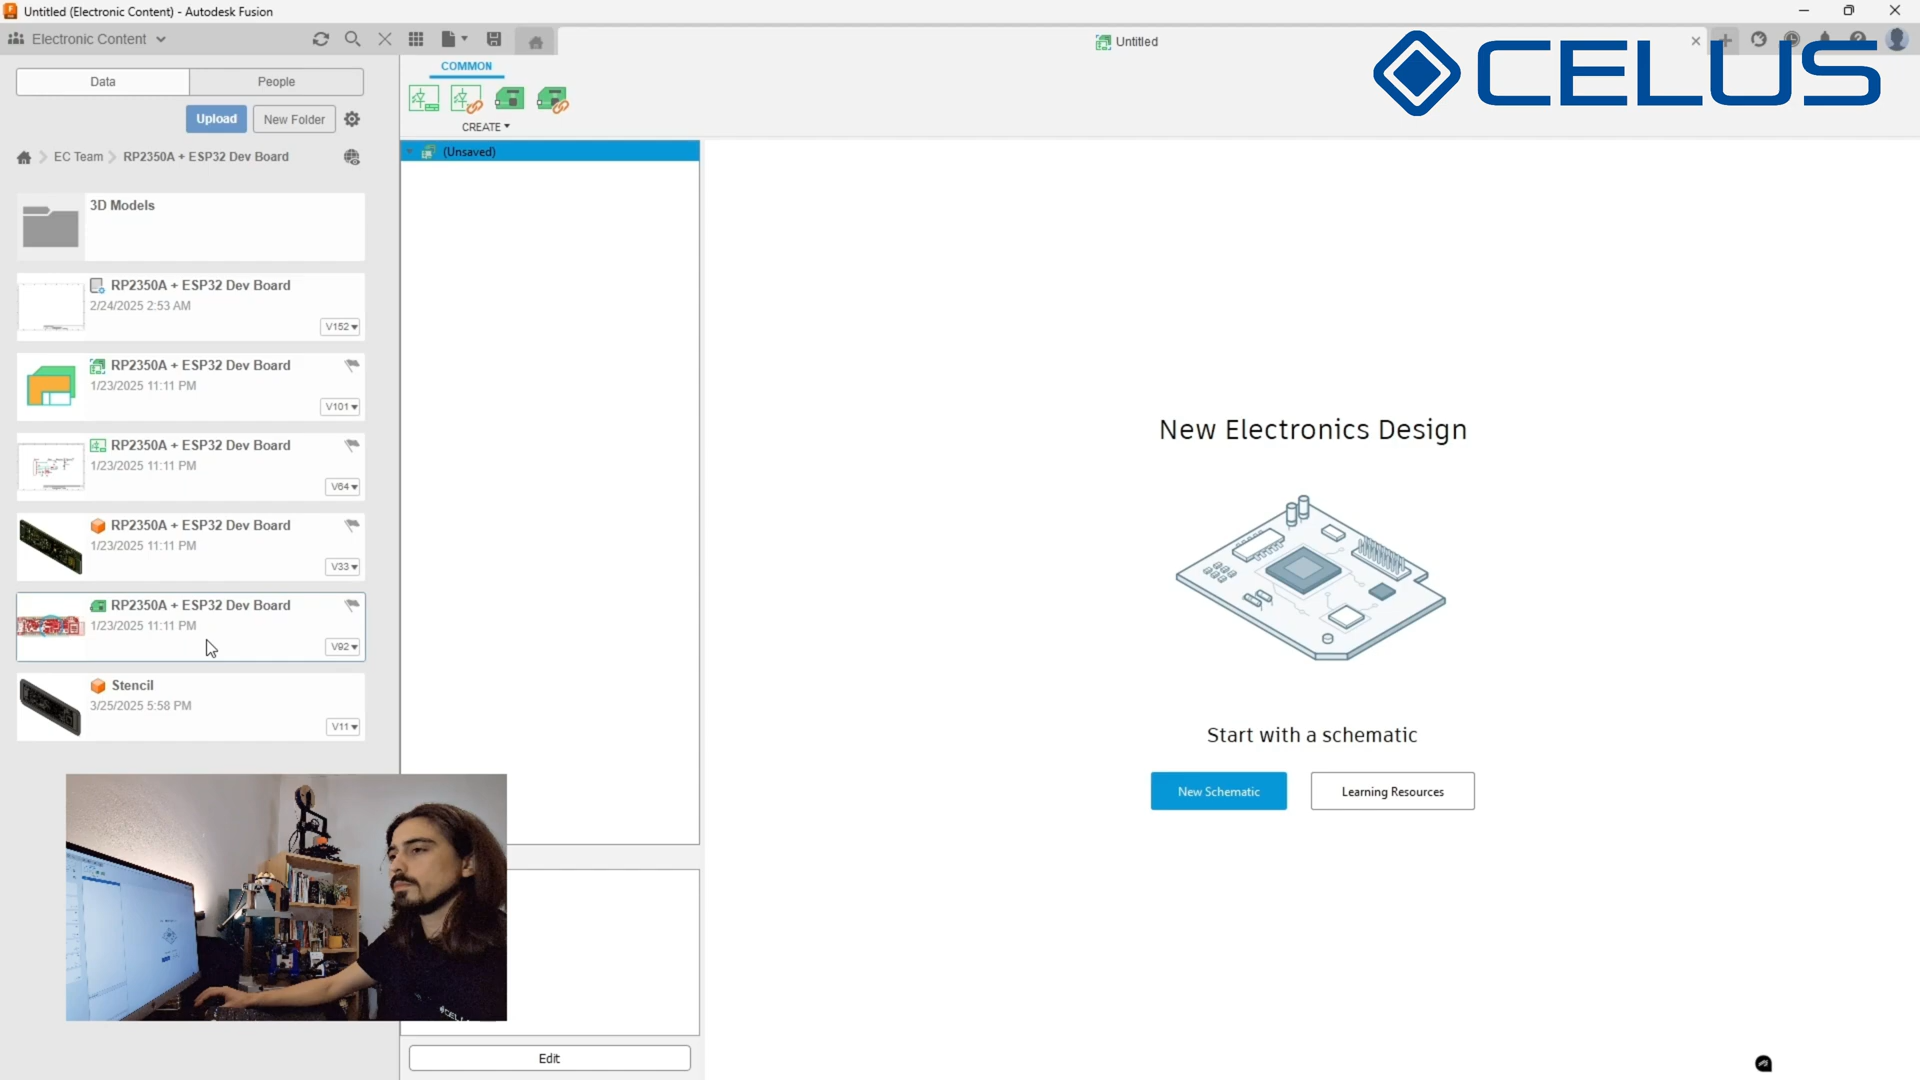 Untitled (Electronic Content) - Autodesk Fusion
Electronic Content
Untitled
CELUS
Data
People
COMMON
Upload
New Folder
CREATE
EC Team
RP2350A + ESP32 Dev Board
(Unsaved)
3D Models
RP2350A + ESP32 Dev Board
2/24/2025 2:53 AM
V152
RP2350A + ESP32 Dev Board
1/23/2025 11:11 PM
V101
RP2350A + ESP32 Dev Board
1/23/2025 11:11 PM
V64
RP2350A + ESP32 Dev Board
1/23/2025 11:11 PM
V33
RP2350A + ESP32 Dev Board
1/23/2025 11:11 PM
V92
Stencil
3/25/2025 5:58 PM
V11
New Electronics Design
Start with a schematic
New Schematic
Learning Resources
CELUS
Edit